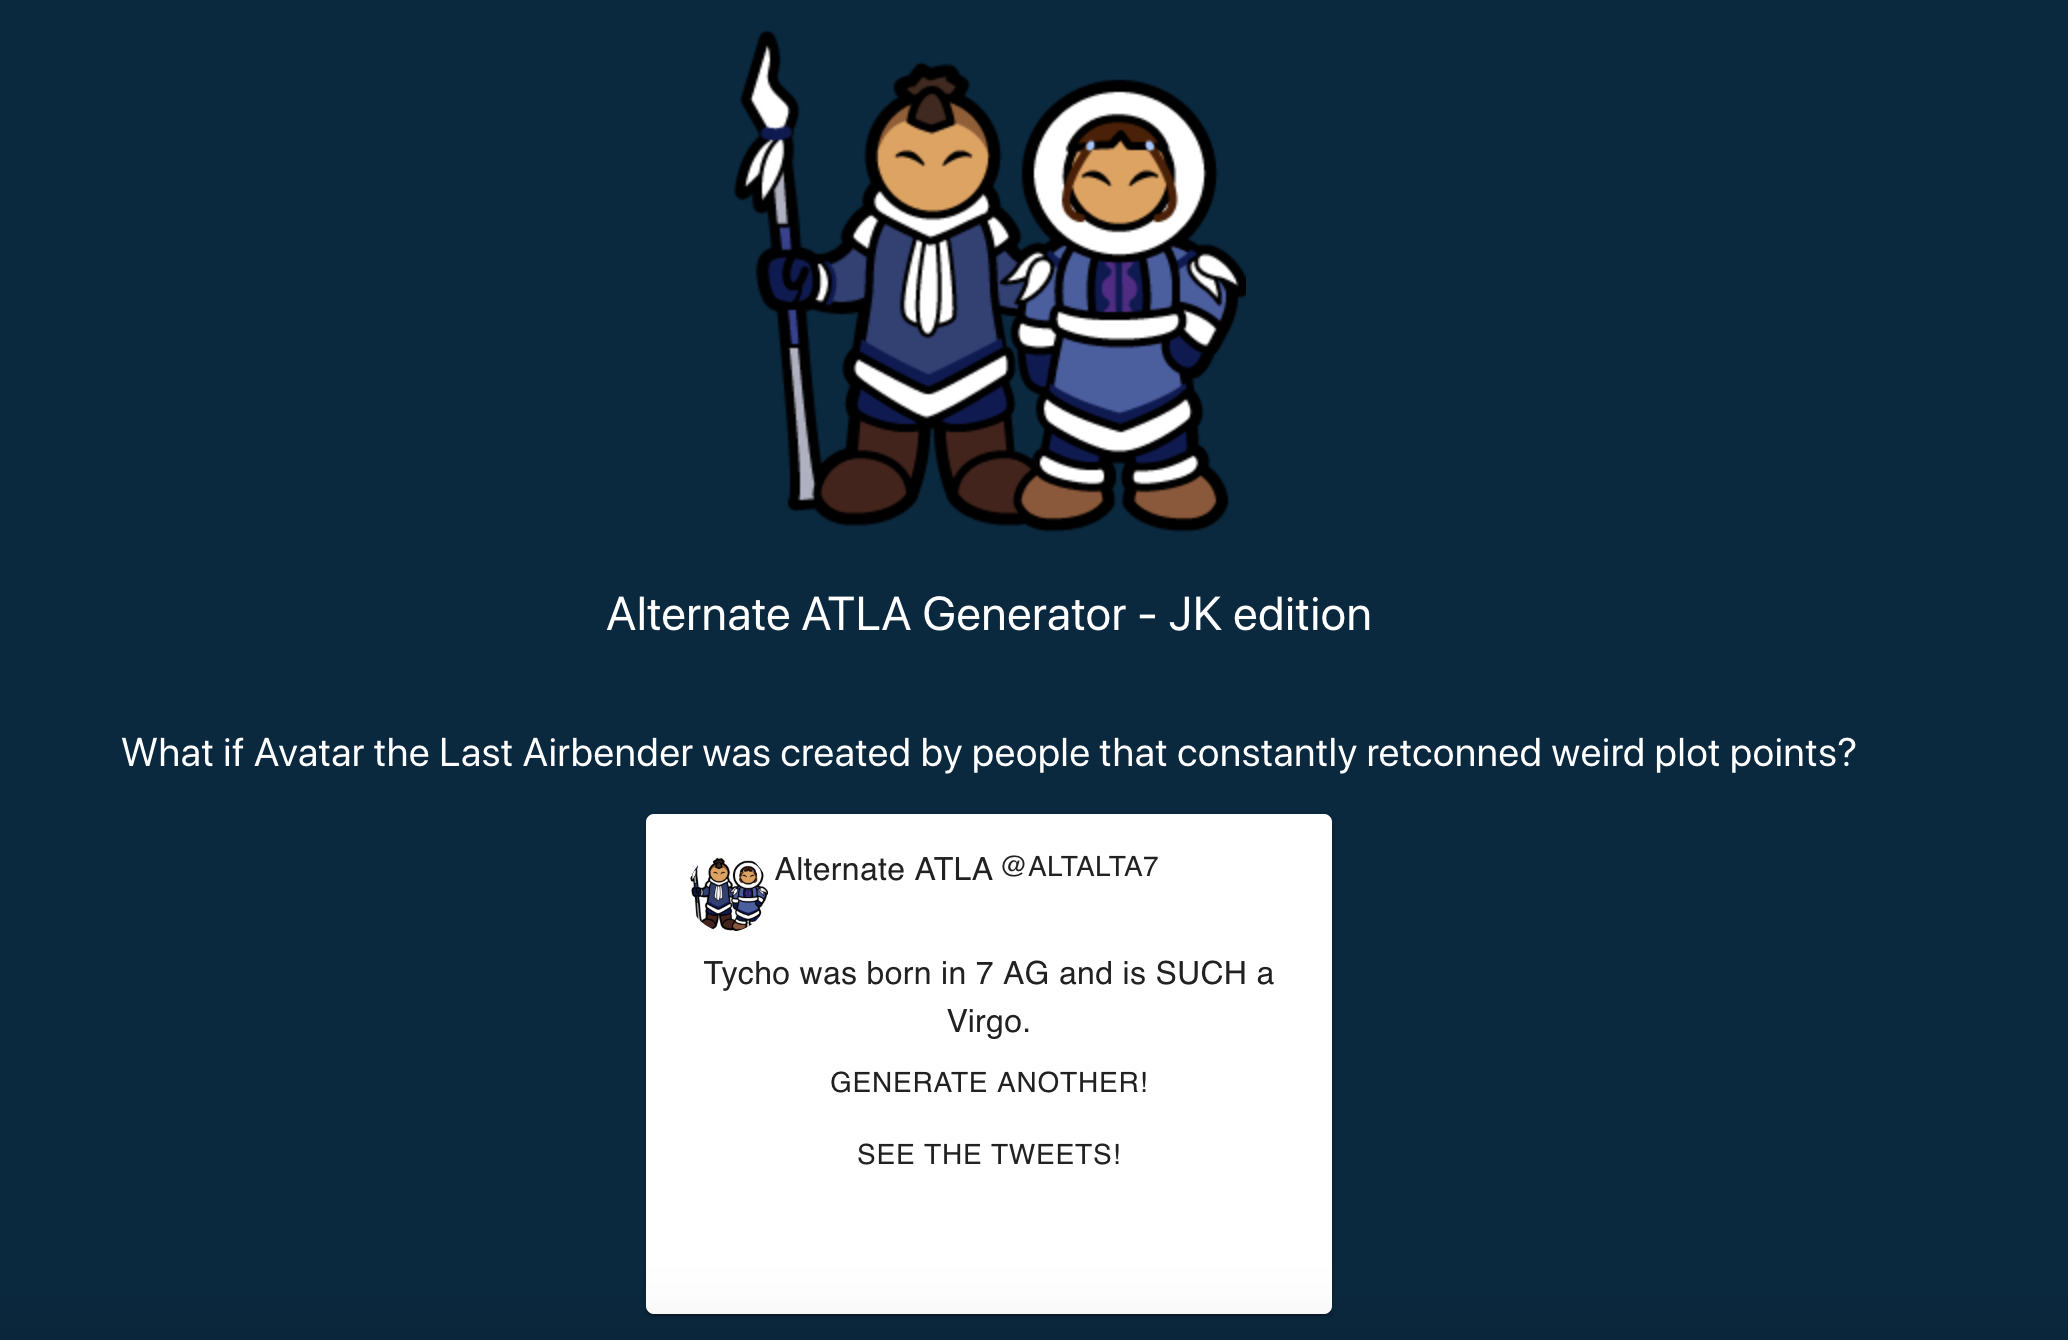 Alternate ATLA Generator - JK edition
What if Avatar the Last Airbender was created by people that constantly retconned weird plot points?
Alternate ATLA @ALTALTA7
Tycho was born in 7 AG and is SUCH a
Virgo.
GENERATE ANOTHER!
SEE THE TWEETS!